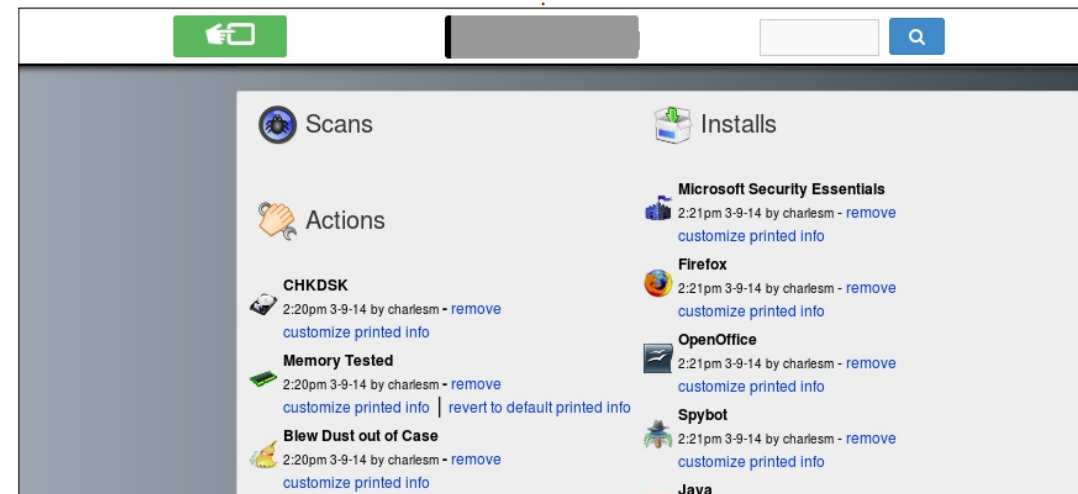 Scans
Actions
CHKDSK
2:20pm 3-9-14 by charlesm - remove
customize printed info
Memory Tested
2:20pm 3-9-14 by charlesm - remove
customize printed info | revert to default printed info
Blew Dust out of Case
2:20pm 3-9-14 by charlesm - remove
customize printed info
Installs
Microsoft Security Essentials
2:21pm 3-9-14 by charlesm - remove
customize printed info
Firefox
2:21pm 3-9-14 by charlesm - remove
customize printed info
OpenOffice
2:21pm 3-9-14 by charlesm - remove
customize printed info
Spybot
2:21pm 3-9-14 by charlesm - remove
customize printed info
Java